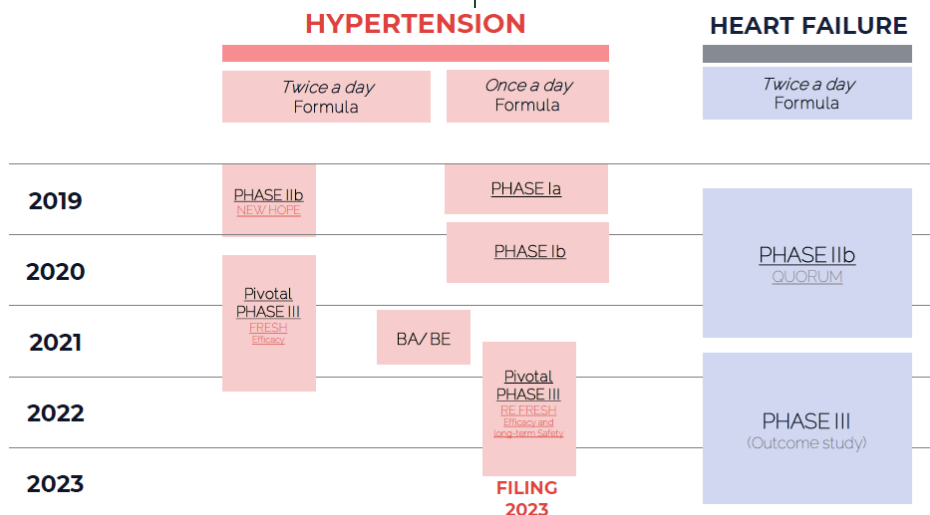 HYPERTENSION
HEART FAILURE
Twice a day
Formula
Once a day
Formula
Twice a day
Formula
2019
PHASE IIb
NEW HOPE
PHASE Ia
2020
PHASE Ib
PHASE IIb
QUORUM
Pivotal
PHASE III
FRESH
Efficacy
2021
BA/BE
Pivotal
PHASE III
RE FRESH
Efficacy and
long-term Safety
2022
PHASE III
(Outcome study)
2023
FILING
2023